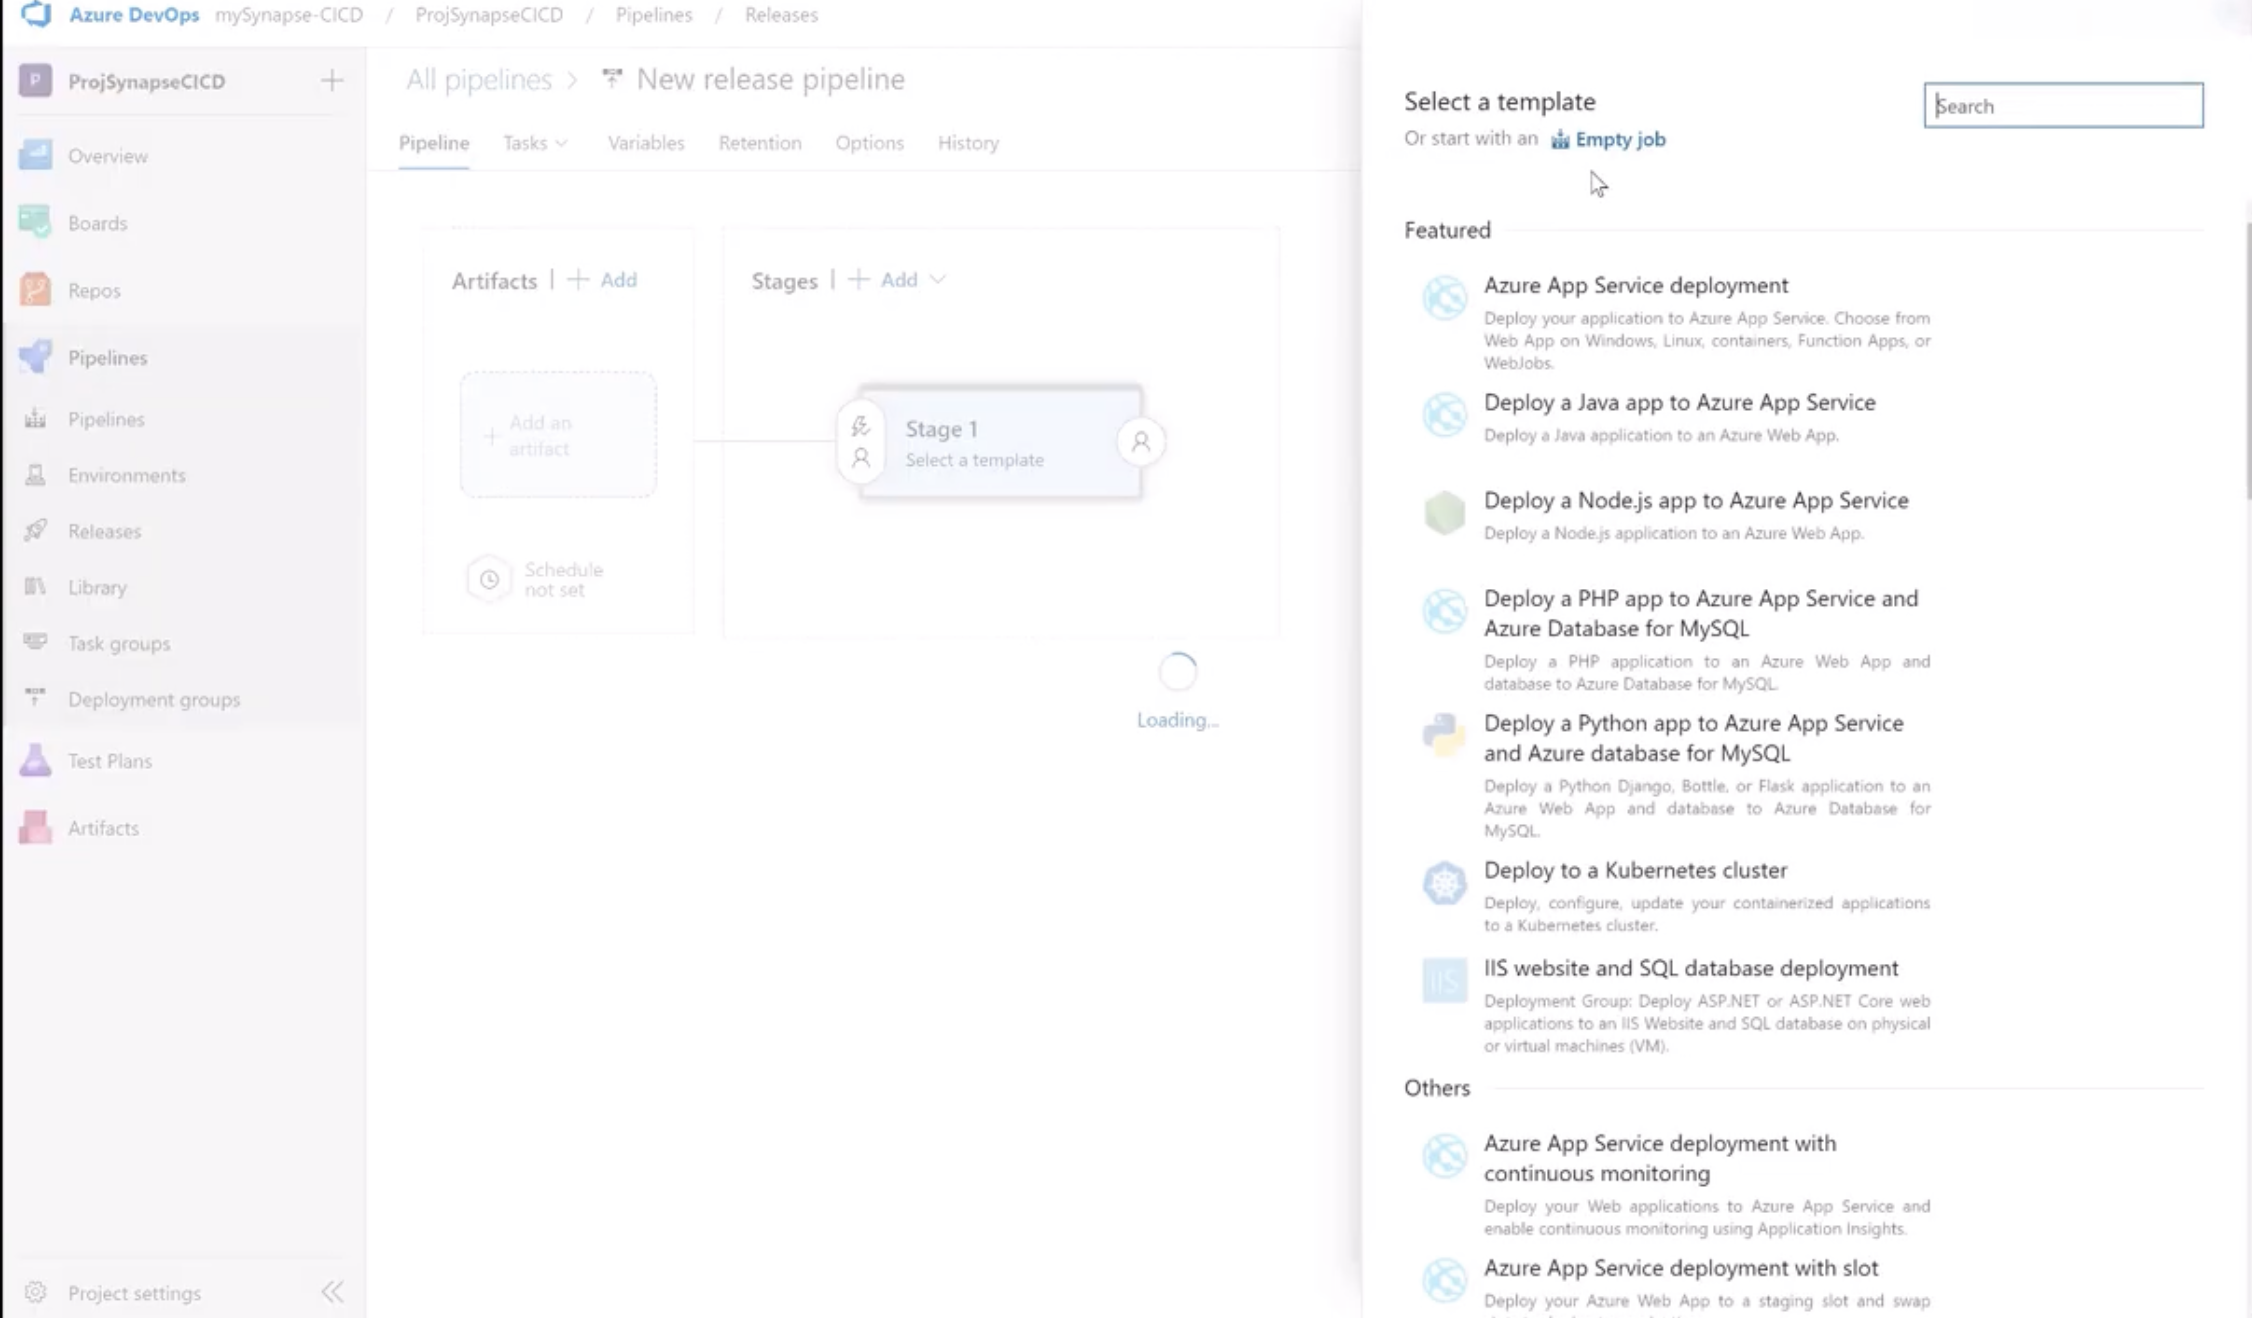 Azure DevOps mySynapse-CICD / ProjSynapseCICD / Pipelines / Releases
P ProjSynapseCICD
Overview
Boards
Repos
Pipelines
Pipelines
Environments
Releases
Library
Task groups
Deployment groups
Test Plans
Artifacts
Project settings
All pipelines > New release pipeline
Pipeline Tasks Variables Retention Options History
Artifacts | + Add
Stages | + Add
+ Add an
artifact
Schedule
not set
Stage 1
Select a template
Loading...
Select a template
Search
Or start with an Empty job
Featured
Azure App Service deployment
Deploy your application to Azure App Service. Choose from
Web App on Windows, Linux, containers, Function Apps, or
WebJobs.
Deploy a Java app to Azure App Service
Deploy a Java application to an Azure Web App.
Deploy a Node.js app to Azure App Service
Deploy a Node.js application to an Azure Web App.
Deploy a PHP app to Azure App Service and
Azure Database for MySQL
Deploy a PHP application to an Azure Web App and
database to Azure Database for MySQL.
Deploy a Python app to Azure App Service
and Azure database for MySQL
Deploy a Python Django, Bottle, or Flask application to an
Azure Web App and database to Azure Database for
MySQL.
Deploy to a Kubernetes cluster
Deploy, configure, update your containerized applications
to a Kubernetes cluster.
IIS
IIS website and SQL database deployment
Deployment Group: Deploy ASP.NET or ASP.NET Core web
applications to an IIS Website and SQL database on physical
or virtual machines (VM).
Others
Azure App Service deployment with
continuous monitoring
Deploy your Web applications to Azure App Service and
enable continuous monitoring using Application Insights.
Azure App Service deployment with slot
Deploy your Azure Web App to a staging slot and swap